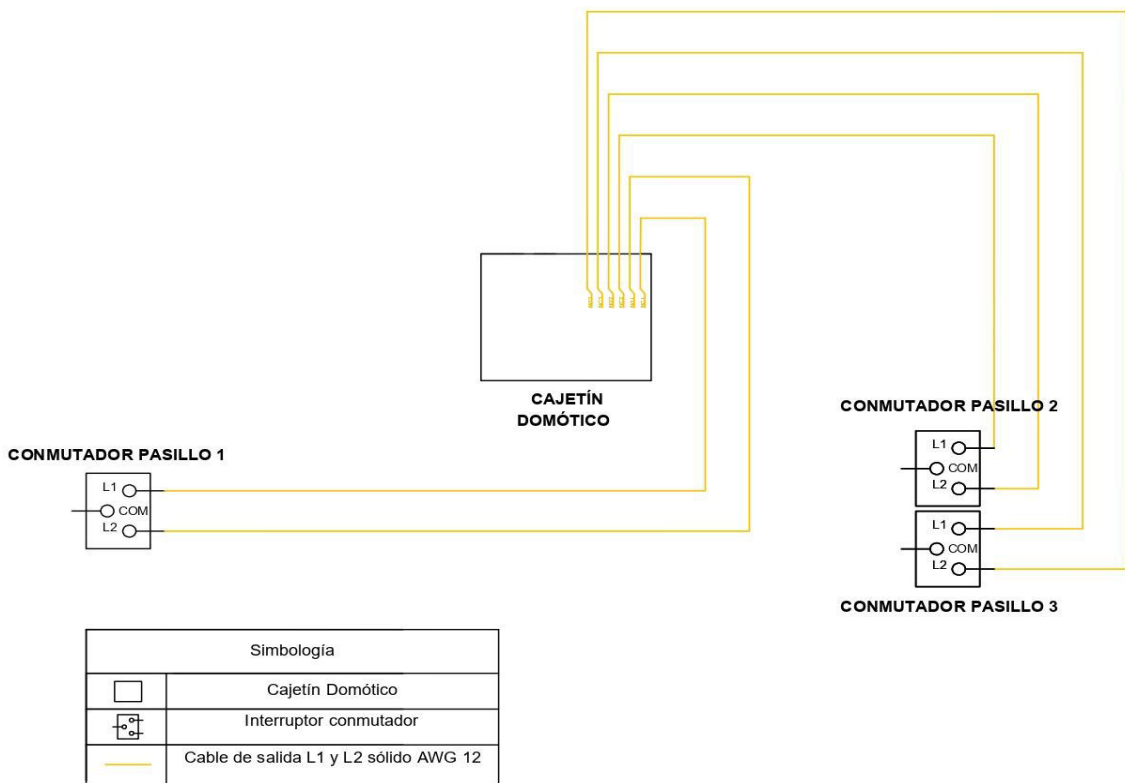 CAJETÍN
DOMÓTICO
CONMUTADOR PASILLO 1
L1
COM
L2
CONMUTADOR PASILLO 2
L1
COM
L2
L1
COM
L2
CONMUTADOR PASILLO 3
Simbología
Cajetín Domótico
Interruptor conmutador
Cable de salida L1 y L2 sólido AWG 12